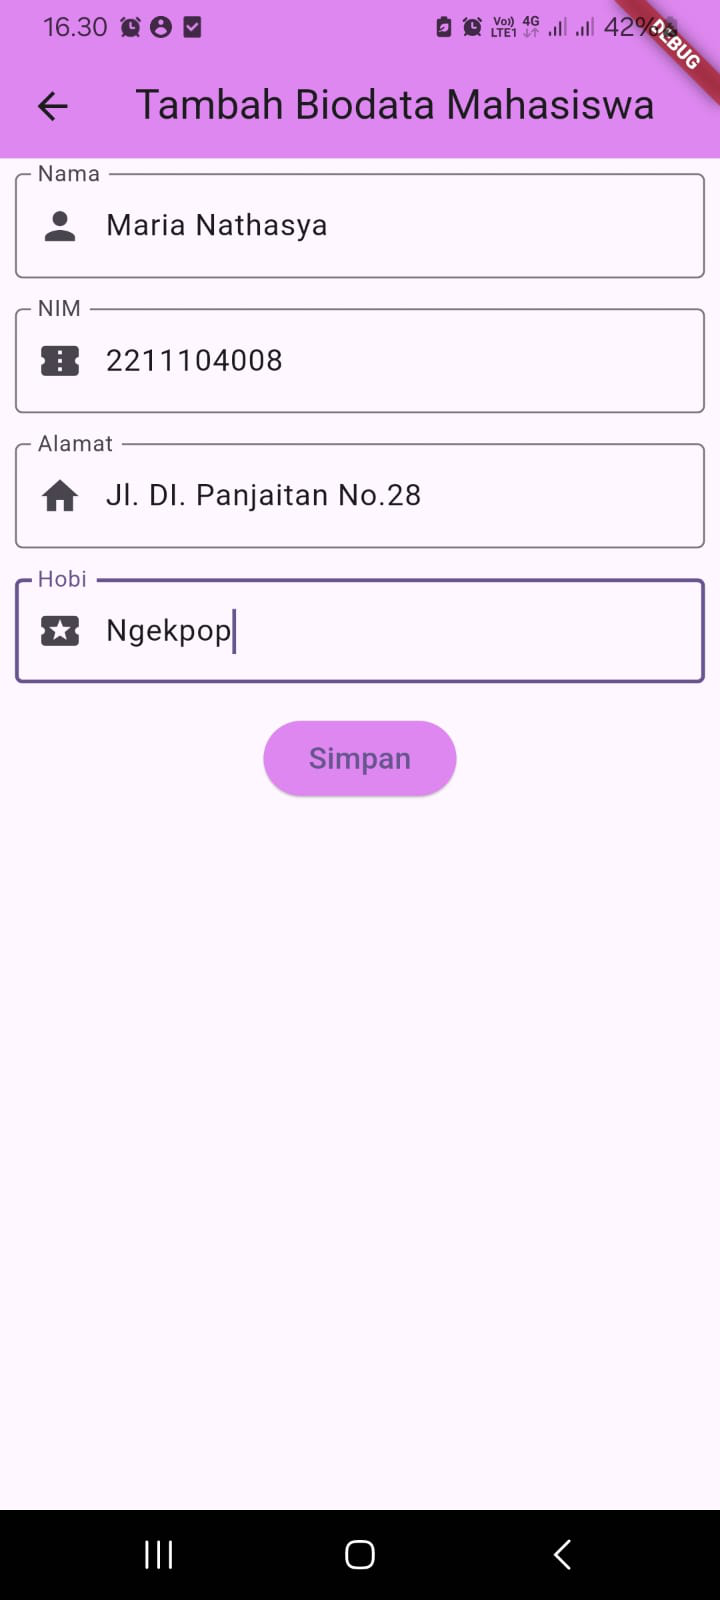 16.30 Vo)) LTE1 4G 42%
DEBUG
Tambah Biodata Mahasiswa
Nama
Maria Nathasya
NIM
2211104008
Alamat
Jl. DI. Panjaitan No.28
Hobi
Ngekpop
Simpan